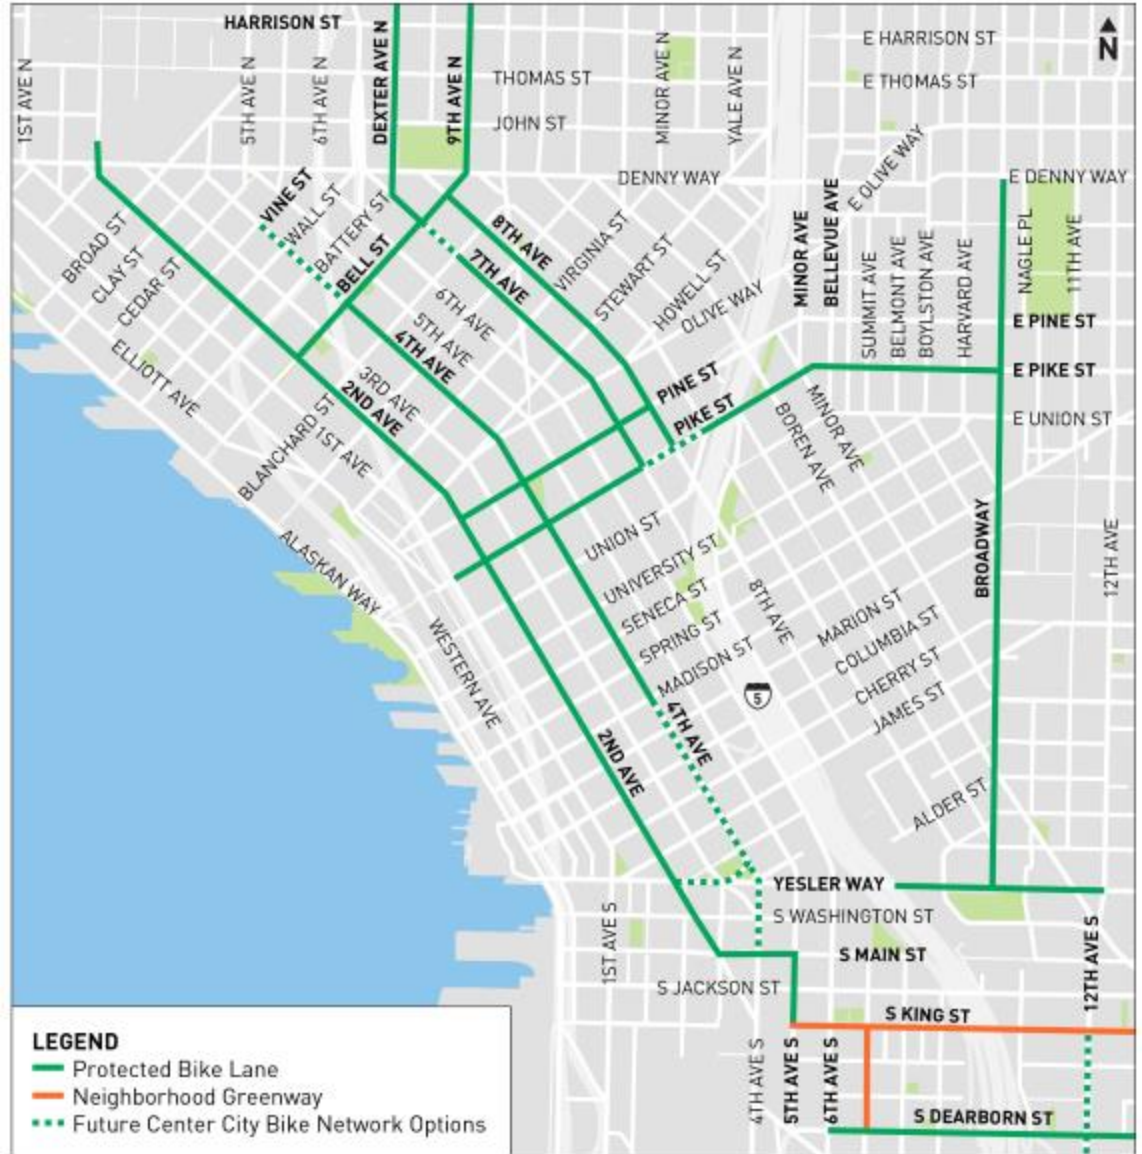 HARRISON ST
E HARRISON ST
N
1ST AVE N
5TH AVE N
6TH AVE N
DEXTER AVE N
9TH AVE N
THOMAS ST
MINOR AVE N
YALE AVE N
E THOMAS ST
JOHN ST
DENNY WAY
E OLIVE WAY
E DENNY WAY
VINE ST
WALL ST
BATTERY ST
BELL ST
BROAD ST
CLAY ST
CEDAR ST
8TH AVE
7TH AVE
VIRGINIA ST
STEWART ST
HOWELL ST
OLIVE WAY
MINOR AVE
BELLEVUE AVE
SUMMIT AVE
BELMONT AVE
BOYLSTON AVE
HARVARD AVE
NAGLE PL
11TH AVE
E PINE ST
6TH AVE
5TH AVE
4TH AVE
ELLIOTT AVE
3RD AVE
2ND AVE
1ST AVE
BLANCHARD ST
PINE ST
PIKE ST
E PIKE ST
MINOR AVE
BOREN AVE
E UNION ST
ALASKAN WAY
UNION ST
UNIVERSITY ST
SENECA ST
SPRING ST
MADISON ST
8TH AVE
MARION ST
COLUMBIA ST
CHERRY ST
JAMES ST
BROADWAY
12TH AVE
WESTERN AVE
5
4TH AVE
2ND AVE
ALDER ST
YESLER WAY
S WASHINGTON ST
1ST AVE S
S MAIN ST
12TH AVE S
S JACKSON ST
S KING ST
4TH AVE S
5TH AVE S
6TH AVE S
S DEARBORN ST
LEGEND
Protected Bike Lane
Neighborhood Greenway
Future Center City Bike Network Options